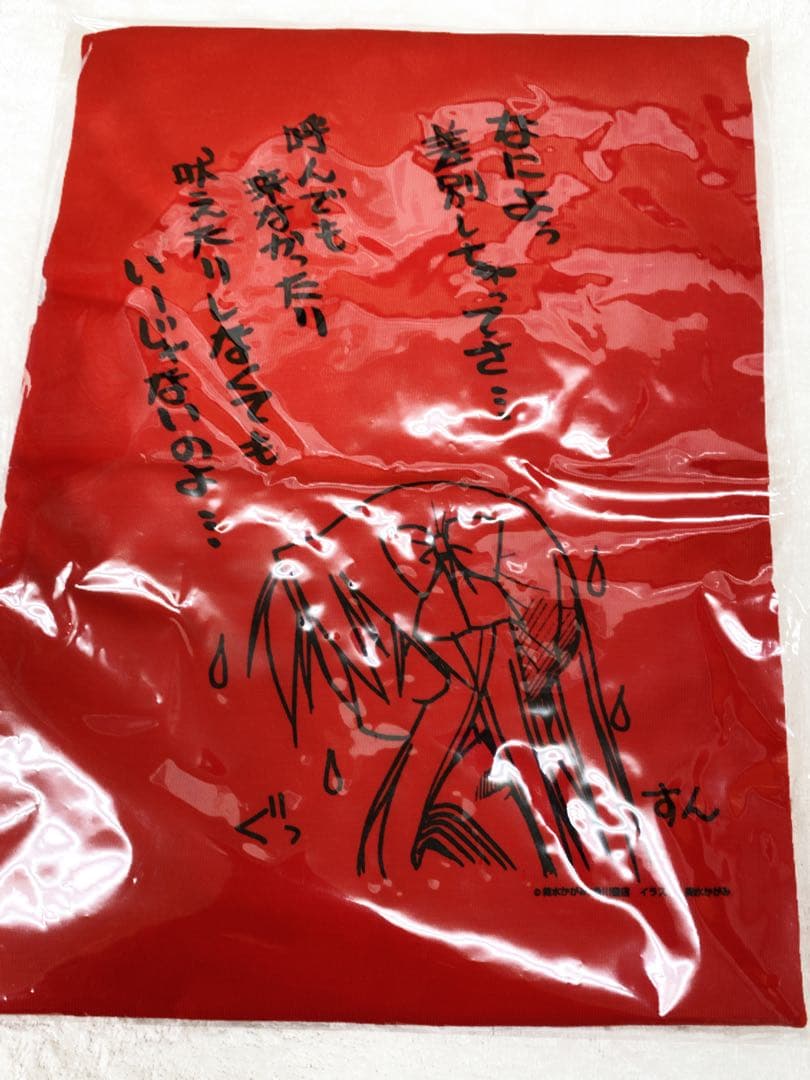 なによっ
差別しちゃってさ…
呼んでも
来なかったり
吠えたりしなくても
いーじゃないのよ…
ぐっ
すん